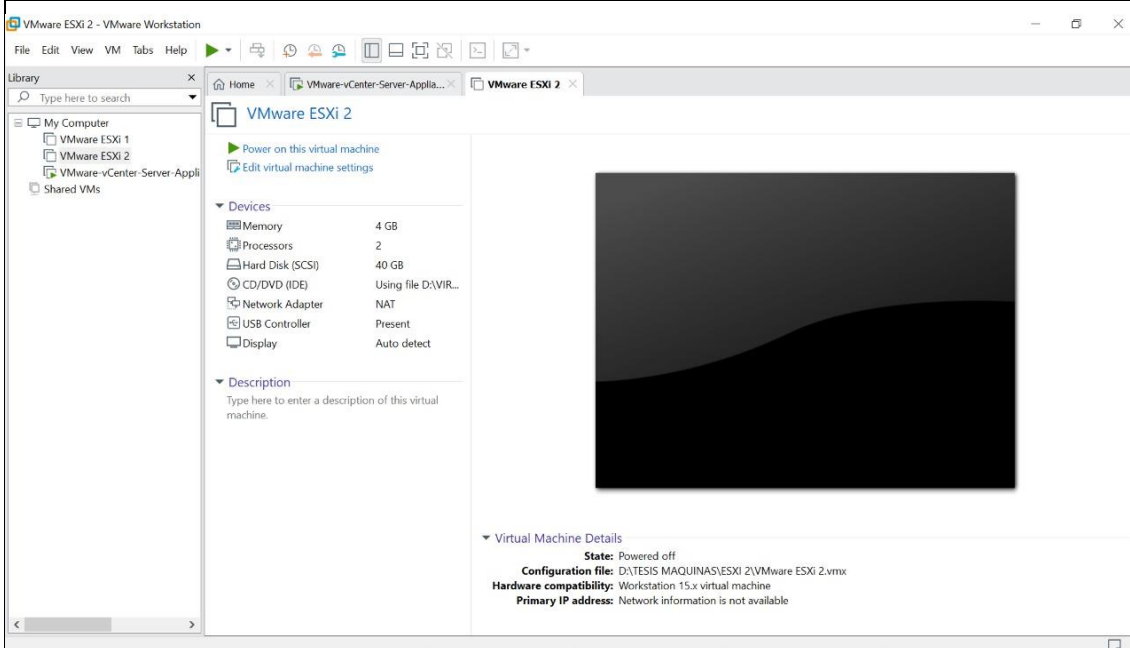 VMware ESXi 2 - VMware Workstation
File Edit View VM Tabs Help
Library
Type here to search
My Computer
VMware ESXi 1
VMware ESXi 2
VMware-vCenter-Server-Appli
Shared VMs
Home
VMware-vCenter-Server-Applia...
VMware ESXi 2
VMware ESXi 2
Power on this virtual machine
Edit virtual machine settings
Devices
Memory 4 GB
Processors 2
Hard Disk (SCSI) 40 GB
CD/DVD (IDE) Using file D:\VIR...
Network Adapter NAT
USB Controller Present
Display Auto detect
Description
Type here to enter a description of this virtual
machine.
Virtual Machine Details
State: Powered off
Configuration file: D:\TESIS MAQUINAS\ESXI 2\VMware ESXi 2.vmx
Hardware compatibility: Workstation 15.x virtual machine
Primary IP address: Network information is not available